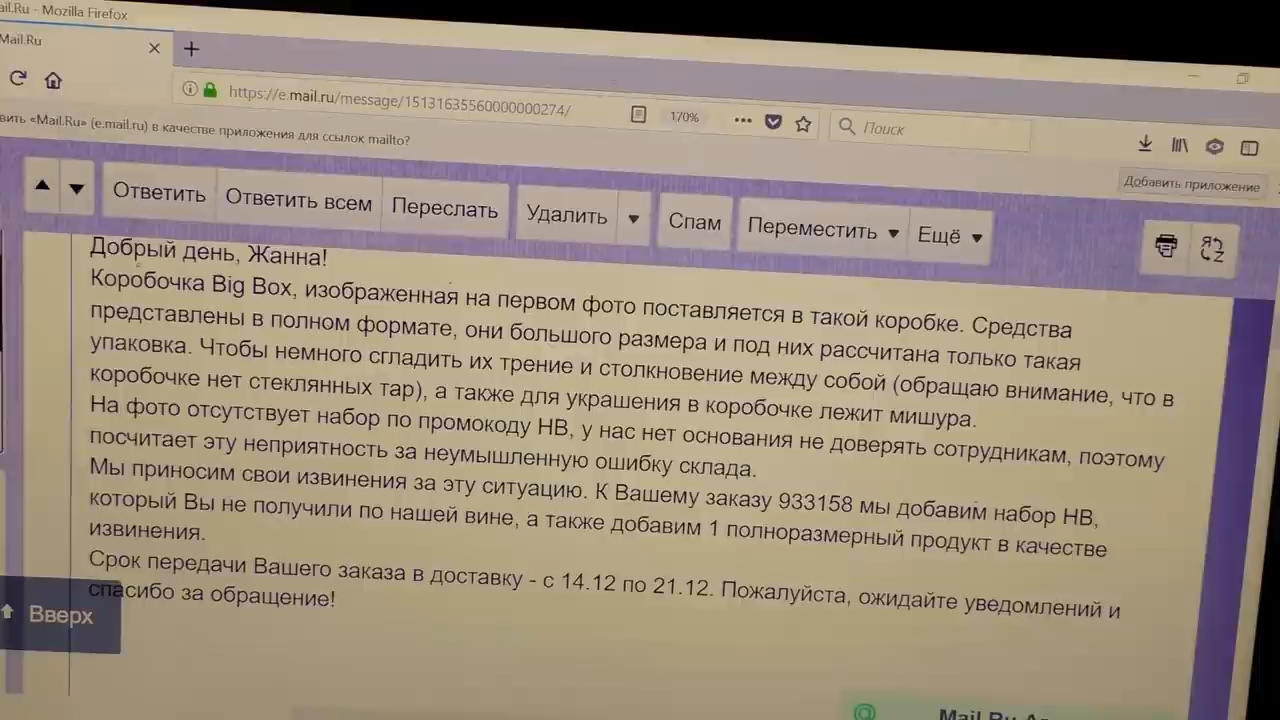 ail.Ru - Mozilla Firefox
Mail.Ru
https://e.mail.ru/message/15131635560000000274/
170%
Поиск
вить «Mail.Ru» (e.mail.ru) в качестве приложения для ссылок mailto?
Добавить приложение
Ответить Ответить всем Переслать Удалить Спам Переместить Ещё
Добрый день, Жанна!
Коробочка Big Box, изображенная на первом фото поставляется в такой коробке. Средства
представлены в полном формате, они большого размера и под них рассчитана только такая
упаковка. Чтобы немного сгладить их трение и столкновение между собой (обращаю внимание, что в
коробочке нет стеклянных тар), а также для украшения в коробочке лежит мишура.
На фото отсутствует набор по промокоду НВ, у нас нет основания не доверять сотрудникам, поэтому
посчитает эту неприятность за неумышленную ошибку склада.
Мы приносим свои извинения за эту ситуацию. К Вашему заказу 933158 мы добавим набор НВ,
который Вы не получили по нашей вине, а также добавим 1 полноразмерный продукт в качестве
извинения.
Срок передачи Вашего заказа в доставку - с 14.12 по 21.12. Пожалуйста, ожидайте уведомлений и
спасибо за обращение!
Вверх
Mail.Ru